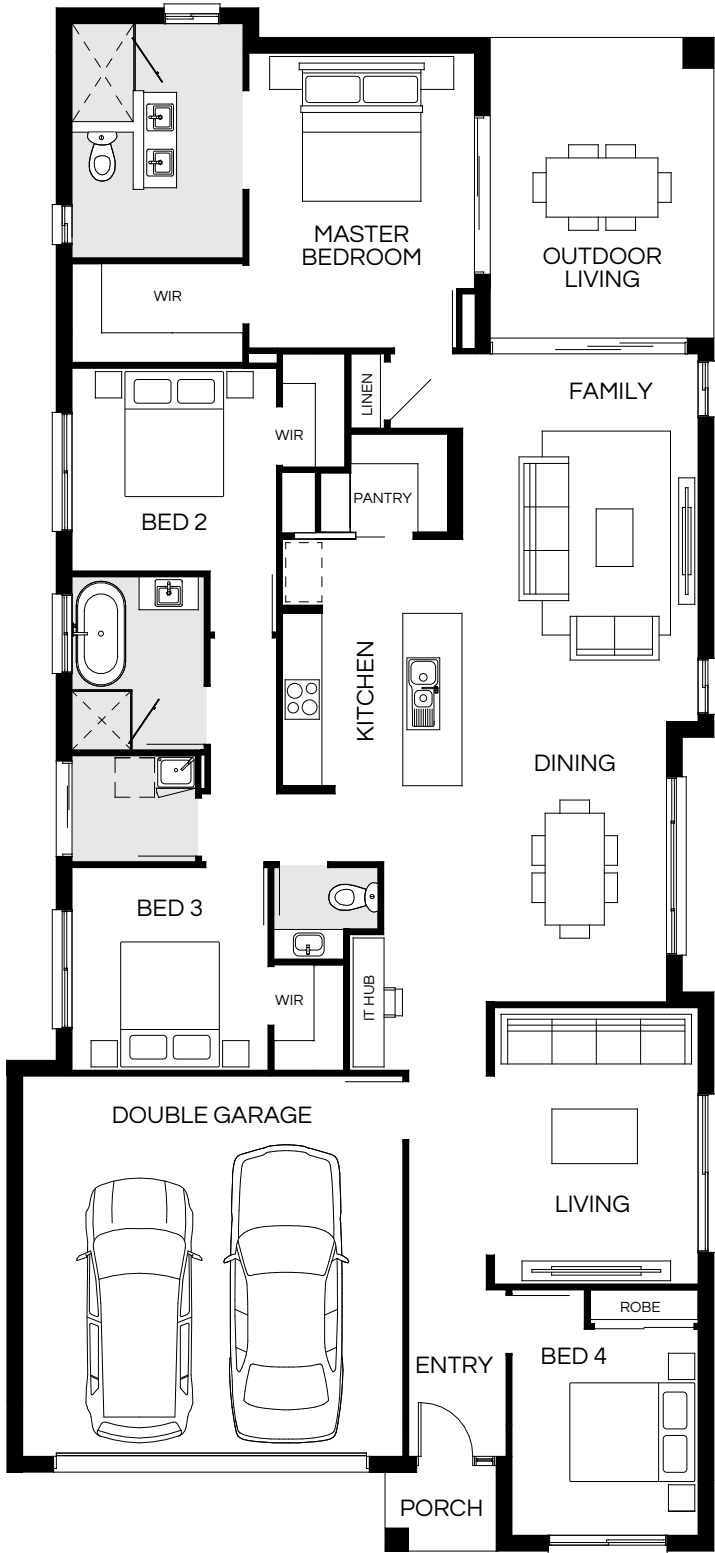 MASTER
BEDROOM
OUTDOOR
LIVING
WIR
LINEN
FAMILY
WIR
PANTRY
BED 2
KITCHEN
DINING
BED 3
WIR
IT HUB
DOUBLE GARAGE
LIVING
ROBE
ENTRY
BED 4
PORCH